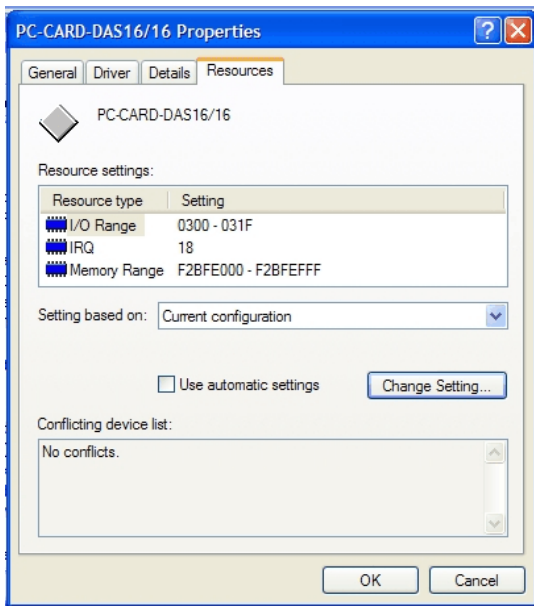 PC-CARD-DAS16/16 Properties
General Driver Details Resources
PC-CARD-DAS16/16
Resource settings:
Resource type Setting
I/O Range 0300 - 031F
IRQ 18
Memory Range F2BFE000 - F2BFEFFF
Setting based on: Current configuration
Use automatic settings Change Setting...
Conflicting device list:
No conflicts.
OK Cancel